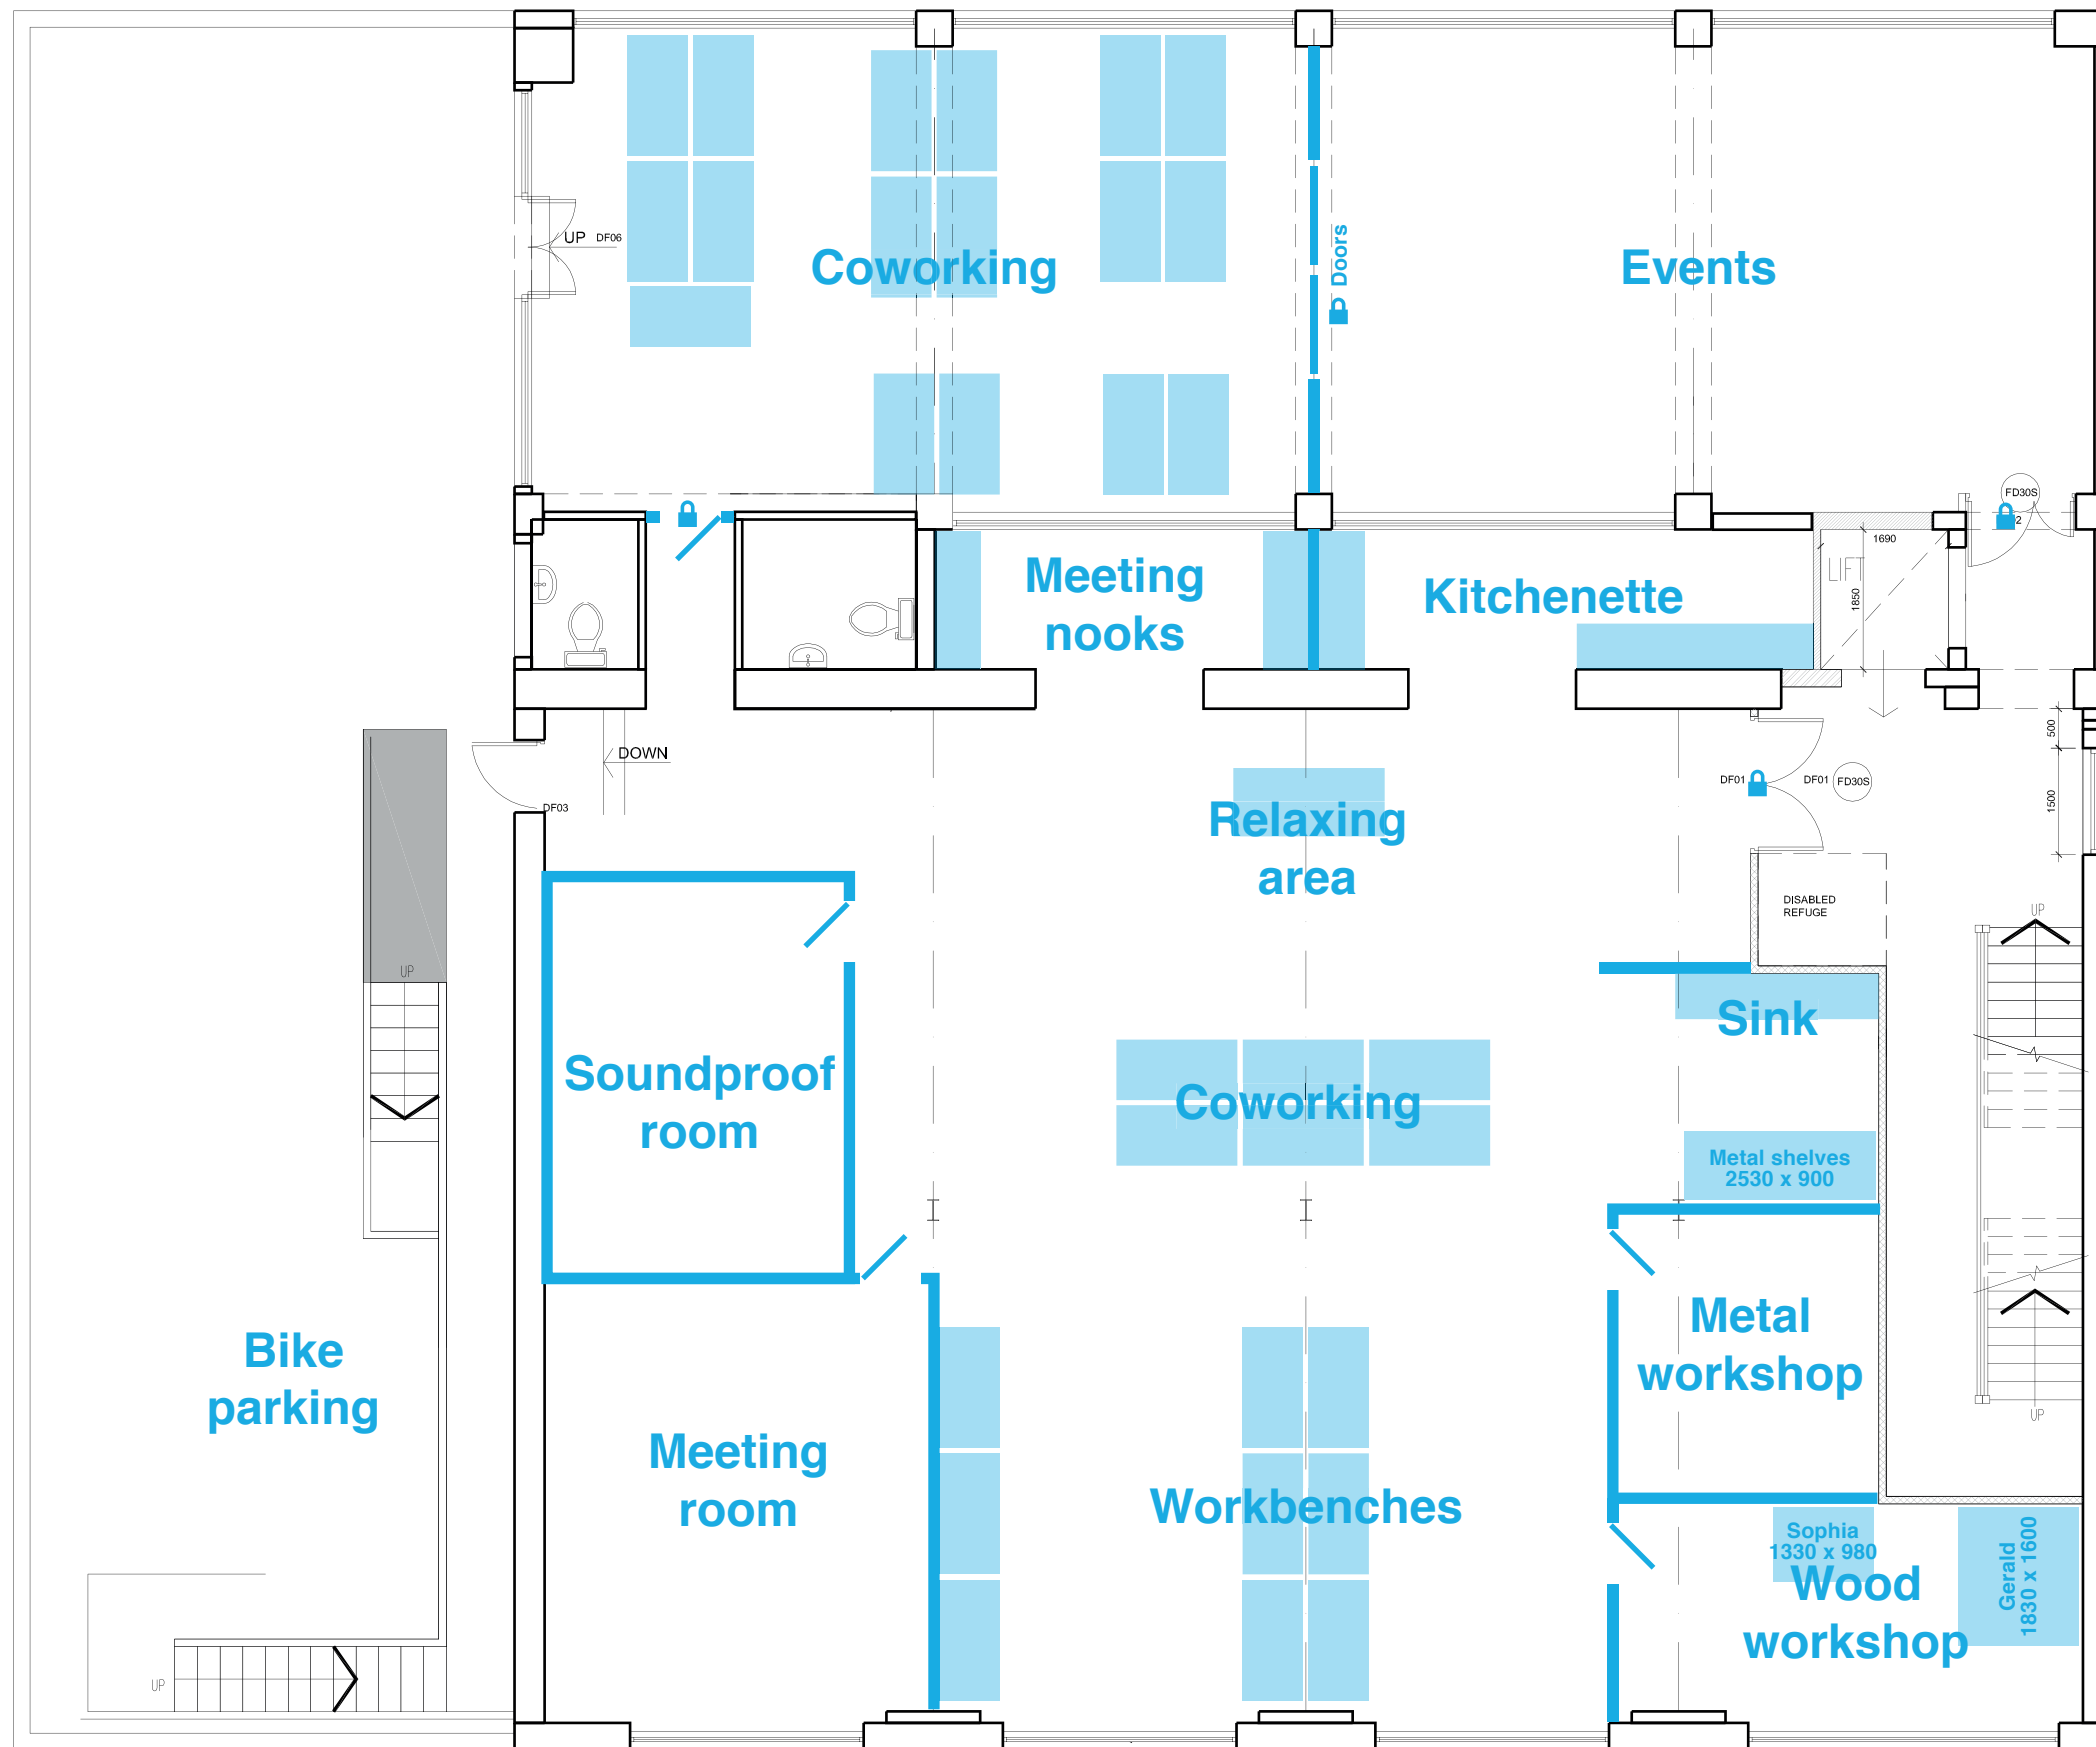 UP DF06
Coworking
Doors
Events
FD30S
2
1690
LIFT
1850
Meeting
nooks
Kitchenette
DOWN
DF03
500
1500
DF01
DF01
FD30S
Relaxing
area
DISABLED
REFUGE
UP
UP
Sink
Soundproof
room
Coworking
Metal shelves
2530 x 900
Metal
workshop
Bike
parking
UP
Meeting
room
Workbenches
Sophia
1330 x 980
Gerald
1830 x 1600
Wood
workshop
UP